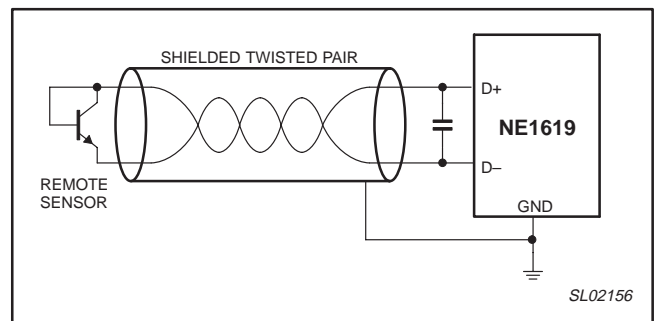 SHIELDED TWISTED PAIR
D+
NE1619
D–
REMOTE
SENSOR
GND
SL02156